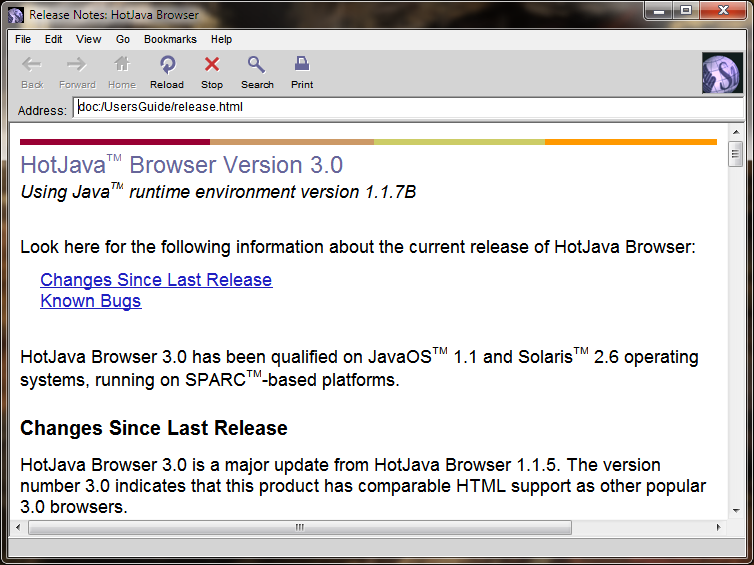 Release Notes: HotJava Browser
File Edit View Go Bookmarks Help
Back Forward Home Reload Stop Search Print
Address: doc:/UsersGuide/release.html
HotJava™ Browser Version 3.0
Using Java™ runtime environment version 1.1.7B
Look here for the following information about the current release of HotJava Browser:
Changes Since Last Release
Known Bugs
HotJava Browser 3.0 has been qualified on JavaOS™ 1.1 and Solaris™ 2.6 operating
systems, running on SPARC™-based platforms.
Changes Since Last Release
HotJava Browser 3.0 is a major update from HotJava Browser 1.1.5. The version
number 3.0 indicates that this product has comparable HTML support as other popular
3.0 browsers.